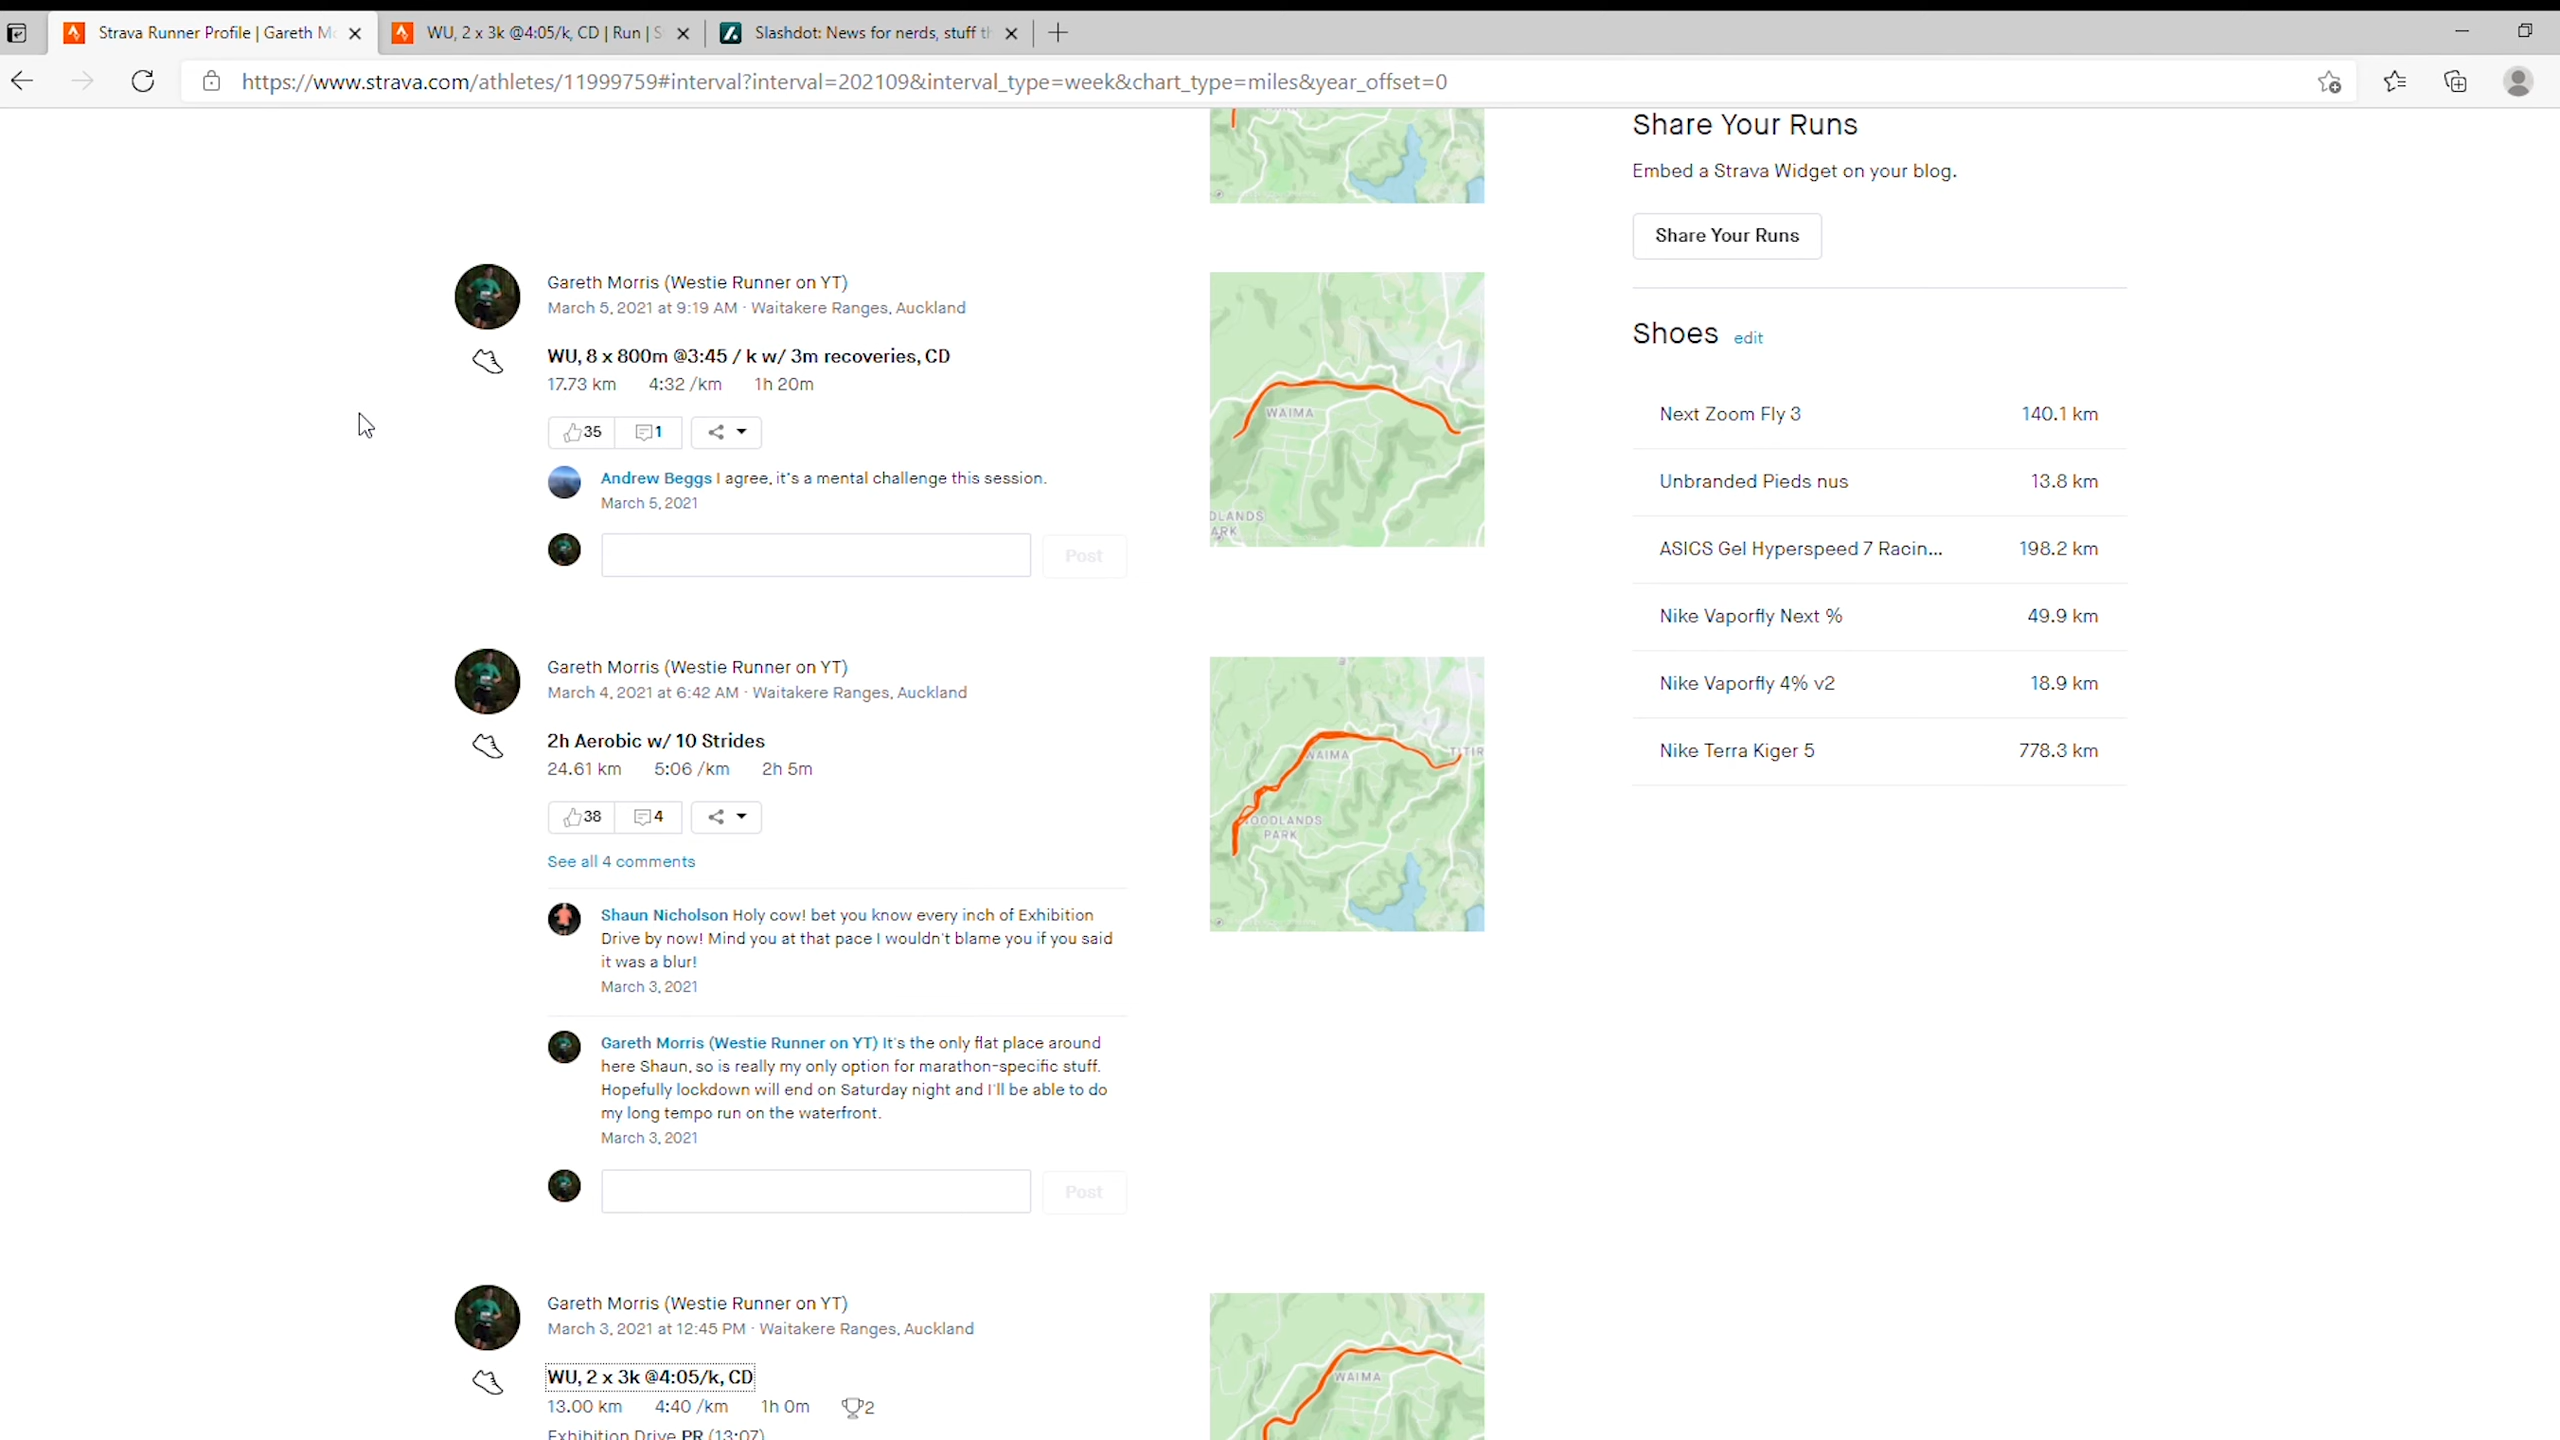 Strava Runner Profile | Gareth Mo
WU, 2 x 3k @4:05/k, CD | Run | S
Slashdot: News for nerds, stuff th
https://www.strava.com/athletes/11999759#interval?interval=202109&interval_type=week&chart_type=miles&year_offset=0
Share Your Runs
Embed a Strava Widget on your blog.
Share Your Runs
Gareth Morris (Westie Runner on YT)
March 5, 2021 at 9:19 AM · Waitakere Ranges, Auckland
WU, 8 x 800m @3:45 / k w/ 3m recoveries, CD
17.73 km 4:32 /km 1h 20m
35 1
Andrew Beggs I agree, it's a mental challenge this session.
March 5, 2021
Post
WAIMA
DLANDS
ARK
Shoes edit
Next Zoom Fly 3 140.1 km
Unbranded Pieds nus 13.8 km
ASICS Gel Hyperspeed 7 Racin... 198.2 km
Nike Vaporfly Next % 49.9 km
Nike Vaporfly 4% v2 18.9 km
Nike Terra Kiger 5 778.3 km
Gareth Morris (Westie Runner on YT)
March 4, 2021 at 6:42 AM · Waitakere Ranges, Auckland
2h Aerobic w/ 10 Strides
24.61 km 5:06 /km 2h 5m
38 4
See all 4 comments
Shaun Nicholson Holy cow! bet you know every inch of Exhibition
Drive by now! Mind you at that pace I wouldn't blame you if you said
it was a blur!
March 3, 2021
Gareth Morris (Westie Runner on YT) It's the only flat place around
here Shaun, so is really my only option for marathon-specific stuff.
Hopefully lockdown will end on Saturday night and I'll be able to do
my long tempo run on the waterfront.
March 3, 2021
Post
WAIMA
TITIR
OODLANDS
PARK
Gareth Morris (Westie Runner on YT)
March 3, 2021 at 12:45 PM · Waitakere Ranges, Auckland
WU, 2 x 3k @4:05/k, CD
13.00 km 4:40 /km 1h 0m 2
Exhibition Drive PR (13:07)
WAIMA